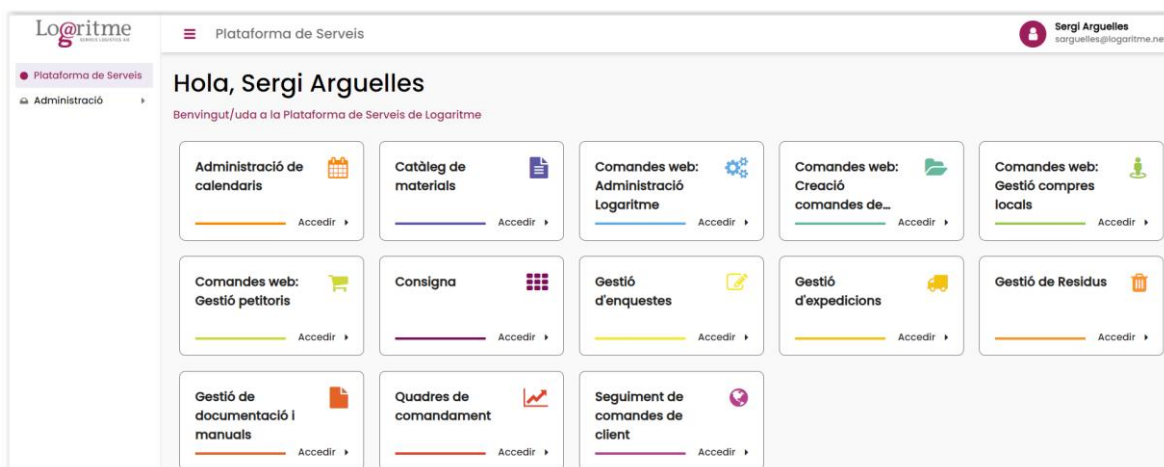 Log@ritme
SERVEIS LOGÍSTICS AIE
Plataforma de Serveis
Sergi Arguelles
sarguelles@logaritme.ne
Plataforma de Serveis
Administració
Hola, Sergi Arguelles
Benvingut/uda a la Plataforma de Serveis de Logaritme
Administració de
calendaris
Accedir
Catàleg de
materials
Accedir
Comandes web:
Administració
Logaritme
Accedir
Comandes web:
Creació
comandes de...
Accedir
Comandes web:
Gestió compres
locals
Accedir
Comandes web:
Gestió petitoris
Accedir
Consigna
Accedir
Gestió
d'enquestes
Accedir
Gestió
d'expedicions
Accedir
Gestió de Residus
Accedir
Gestió de
documentació i
manuals
Accedir
Quadres de
comandament
Accedir
Seguiment de
comandes de
client
Accedir